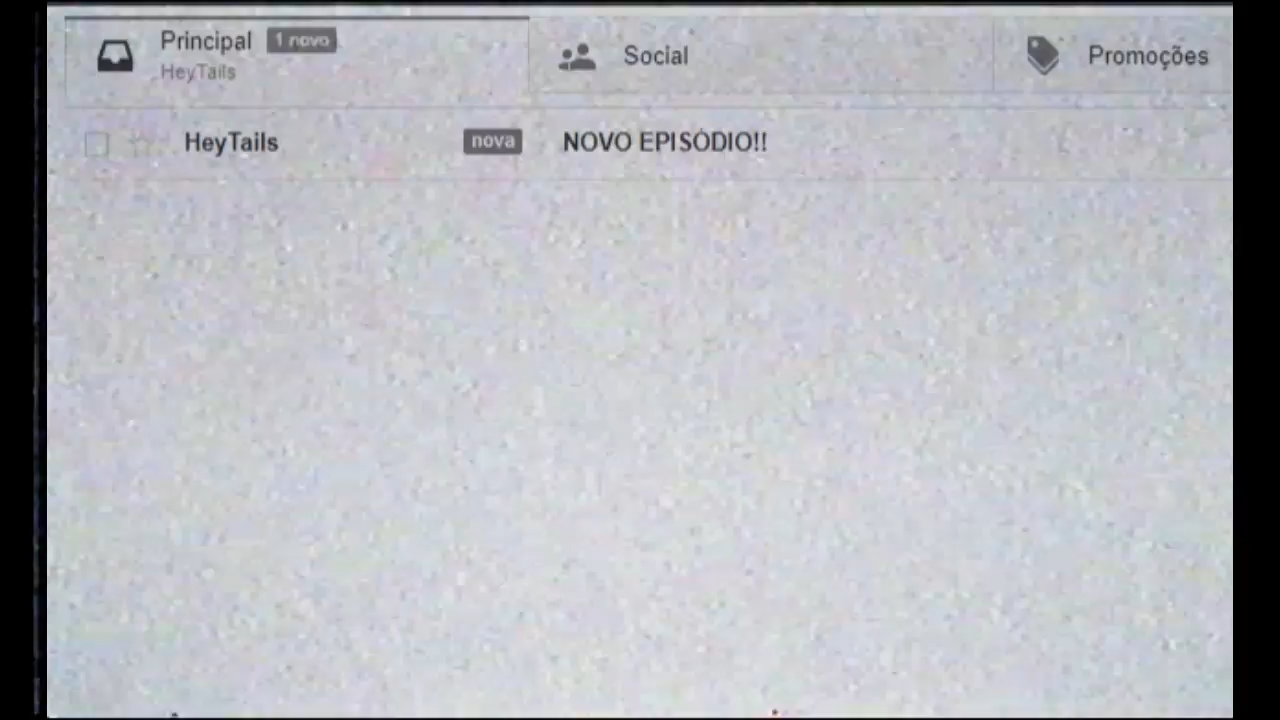 Principal 1 novo
HeyTails
Social
Promoções
HeyTails nova NOVO EPISÓDIO!!